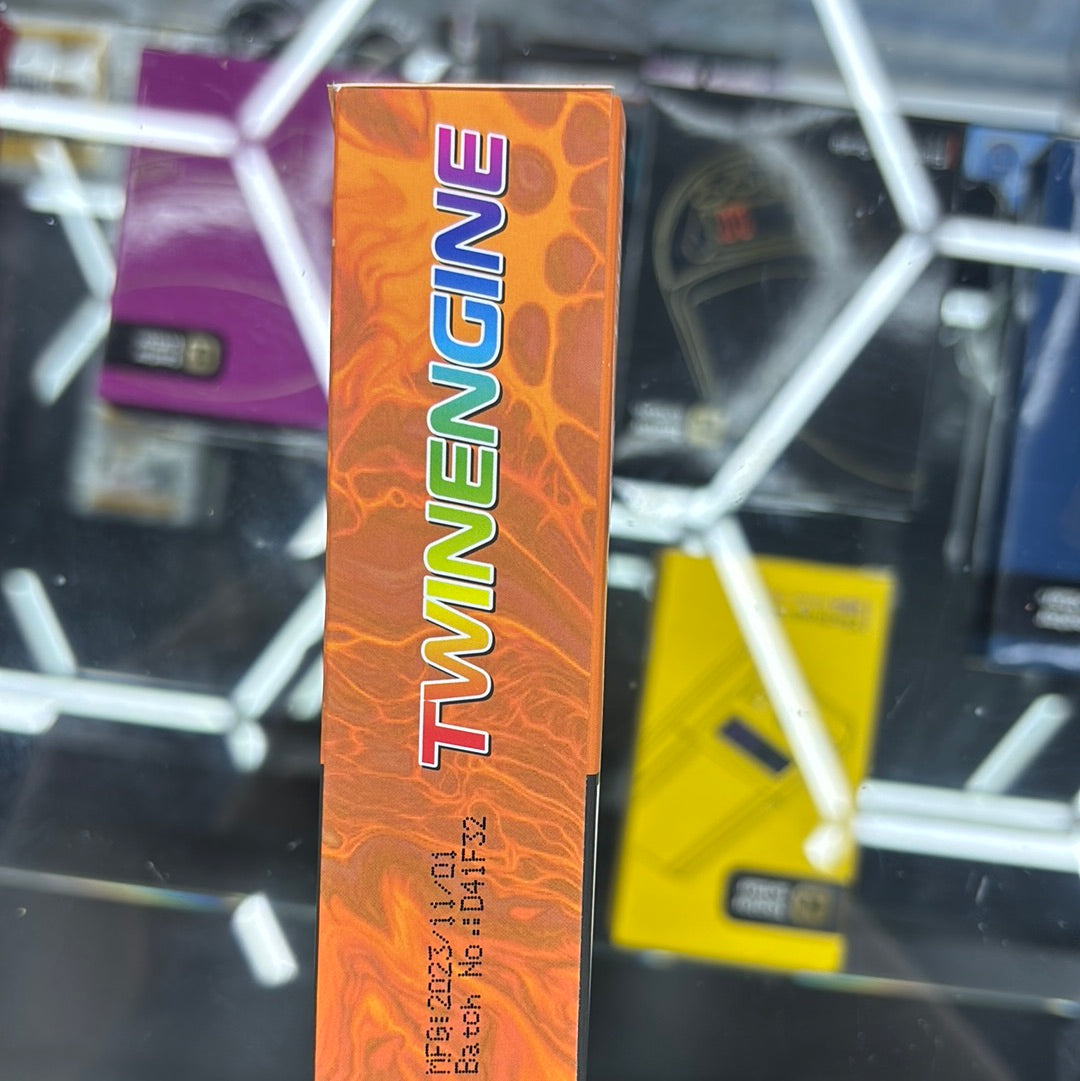 TWINENGINE
MFG:2023/11/01
Batch No.:D41F32